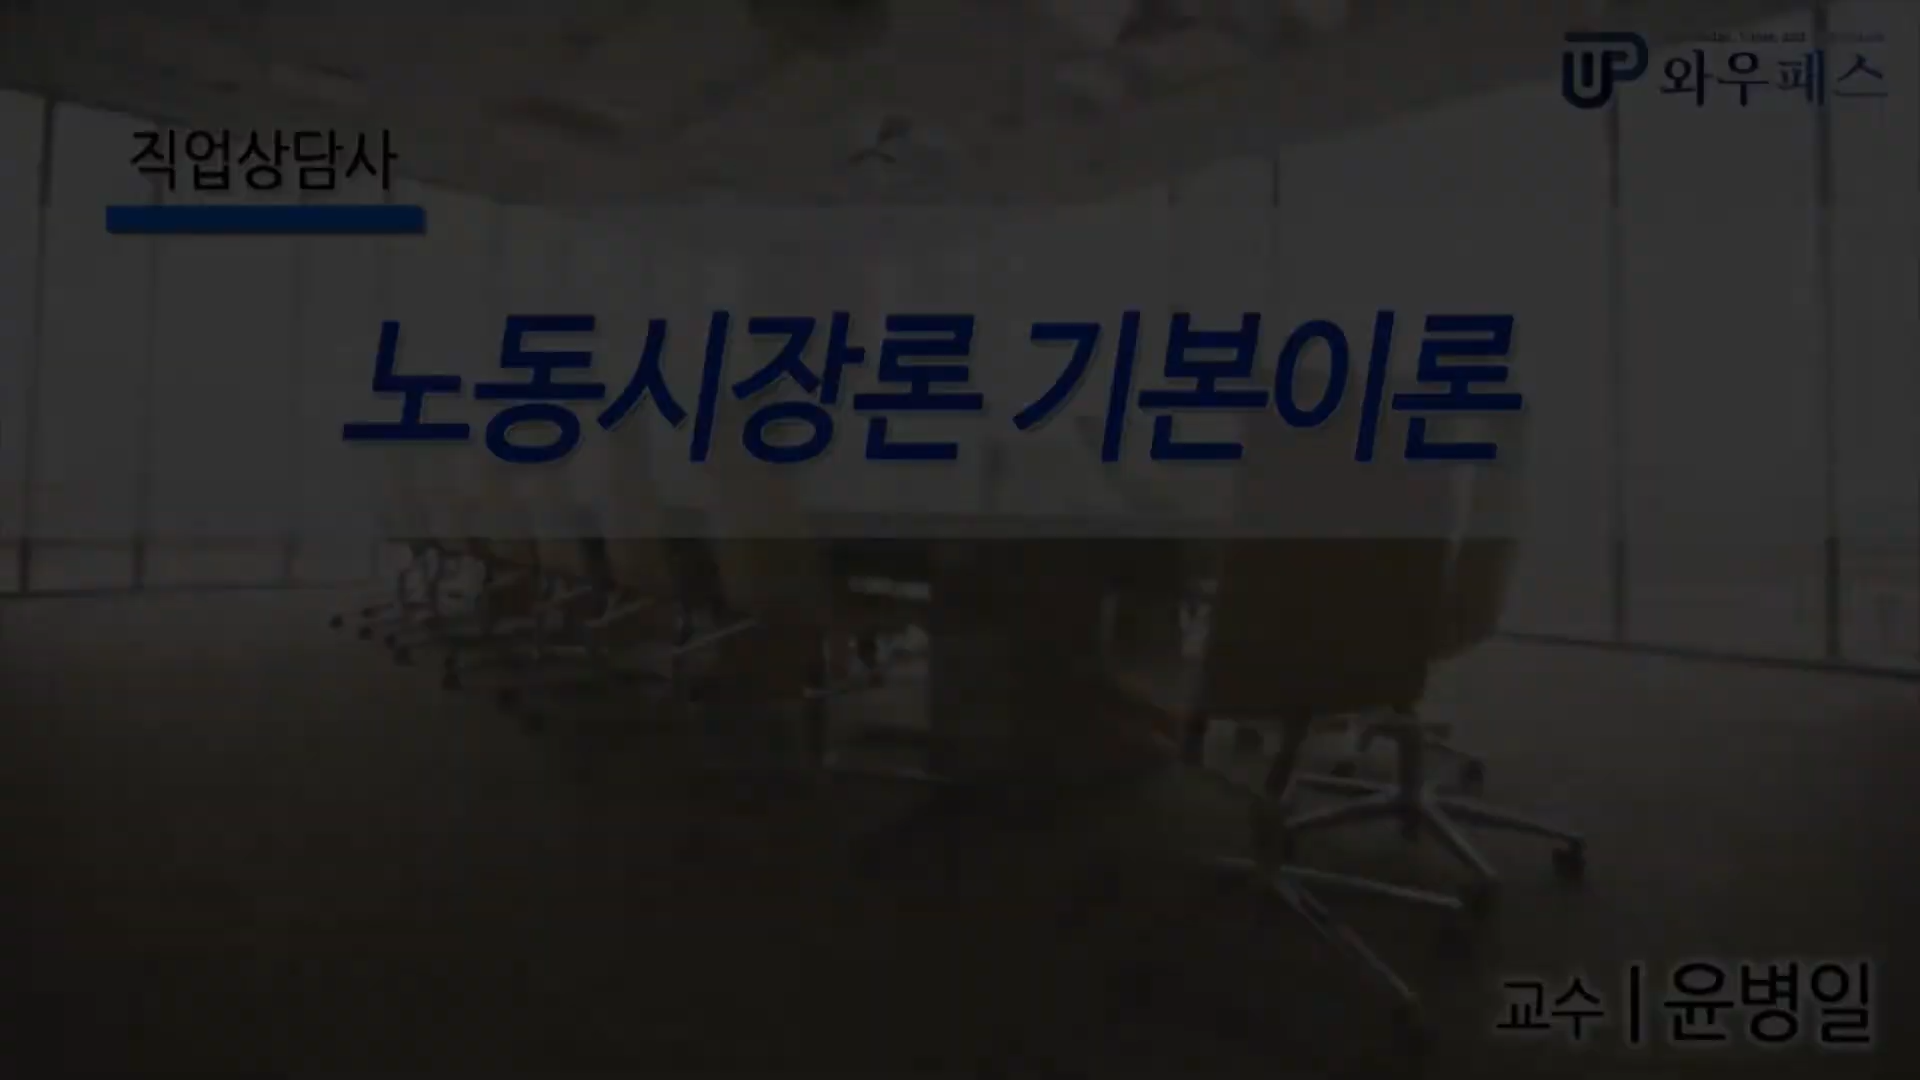 와우패스
직업상담사
노동시장론 기본이론
교수 | 윤병일